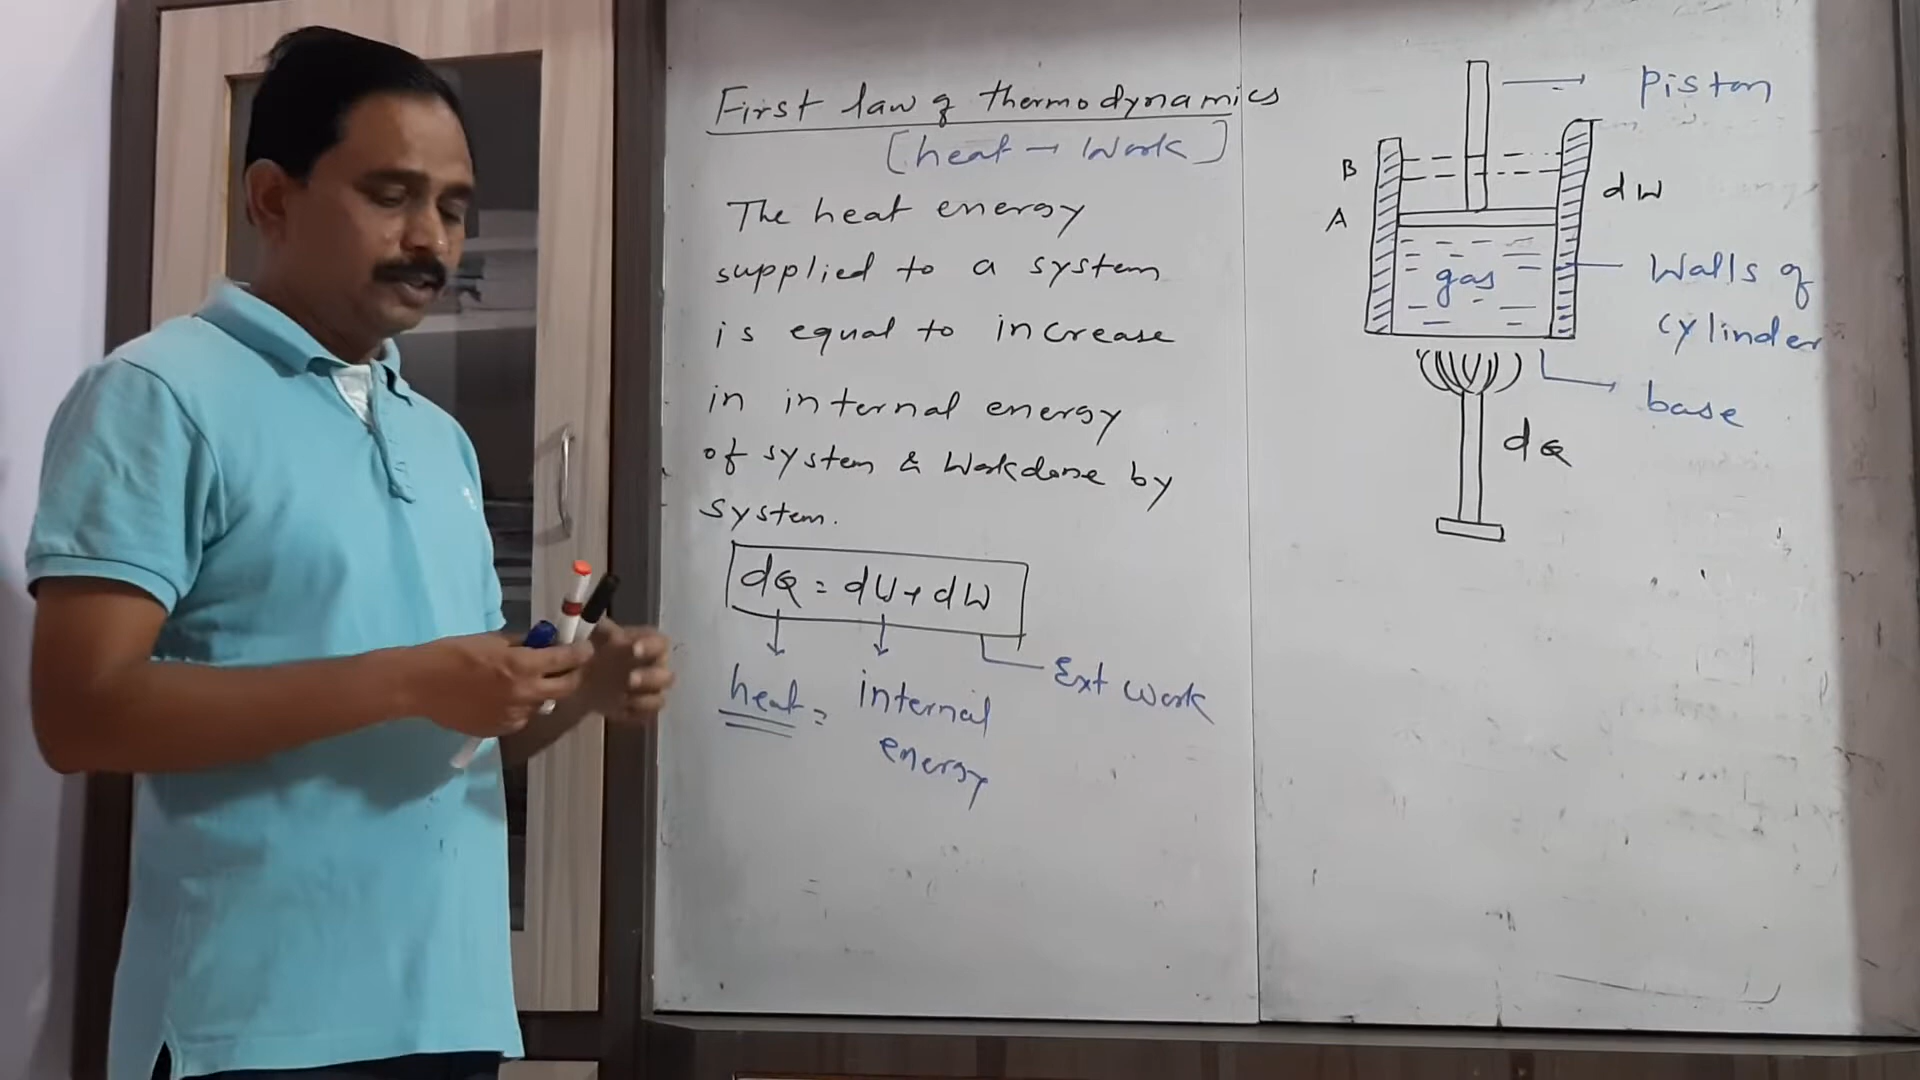 First law of thermodynamics
[heat → Work]
The heat energy
supplied to a system
is equal to increase
in internal energy
of system & Workdone by
system.
dQ = dU + dW
heat = internal
energy
Ext work
piston
B
dW
A
gas
Walls of
cylinder
base
dQ